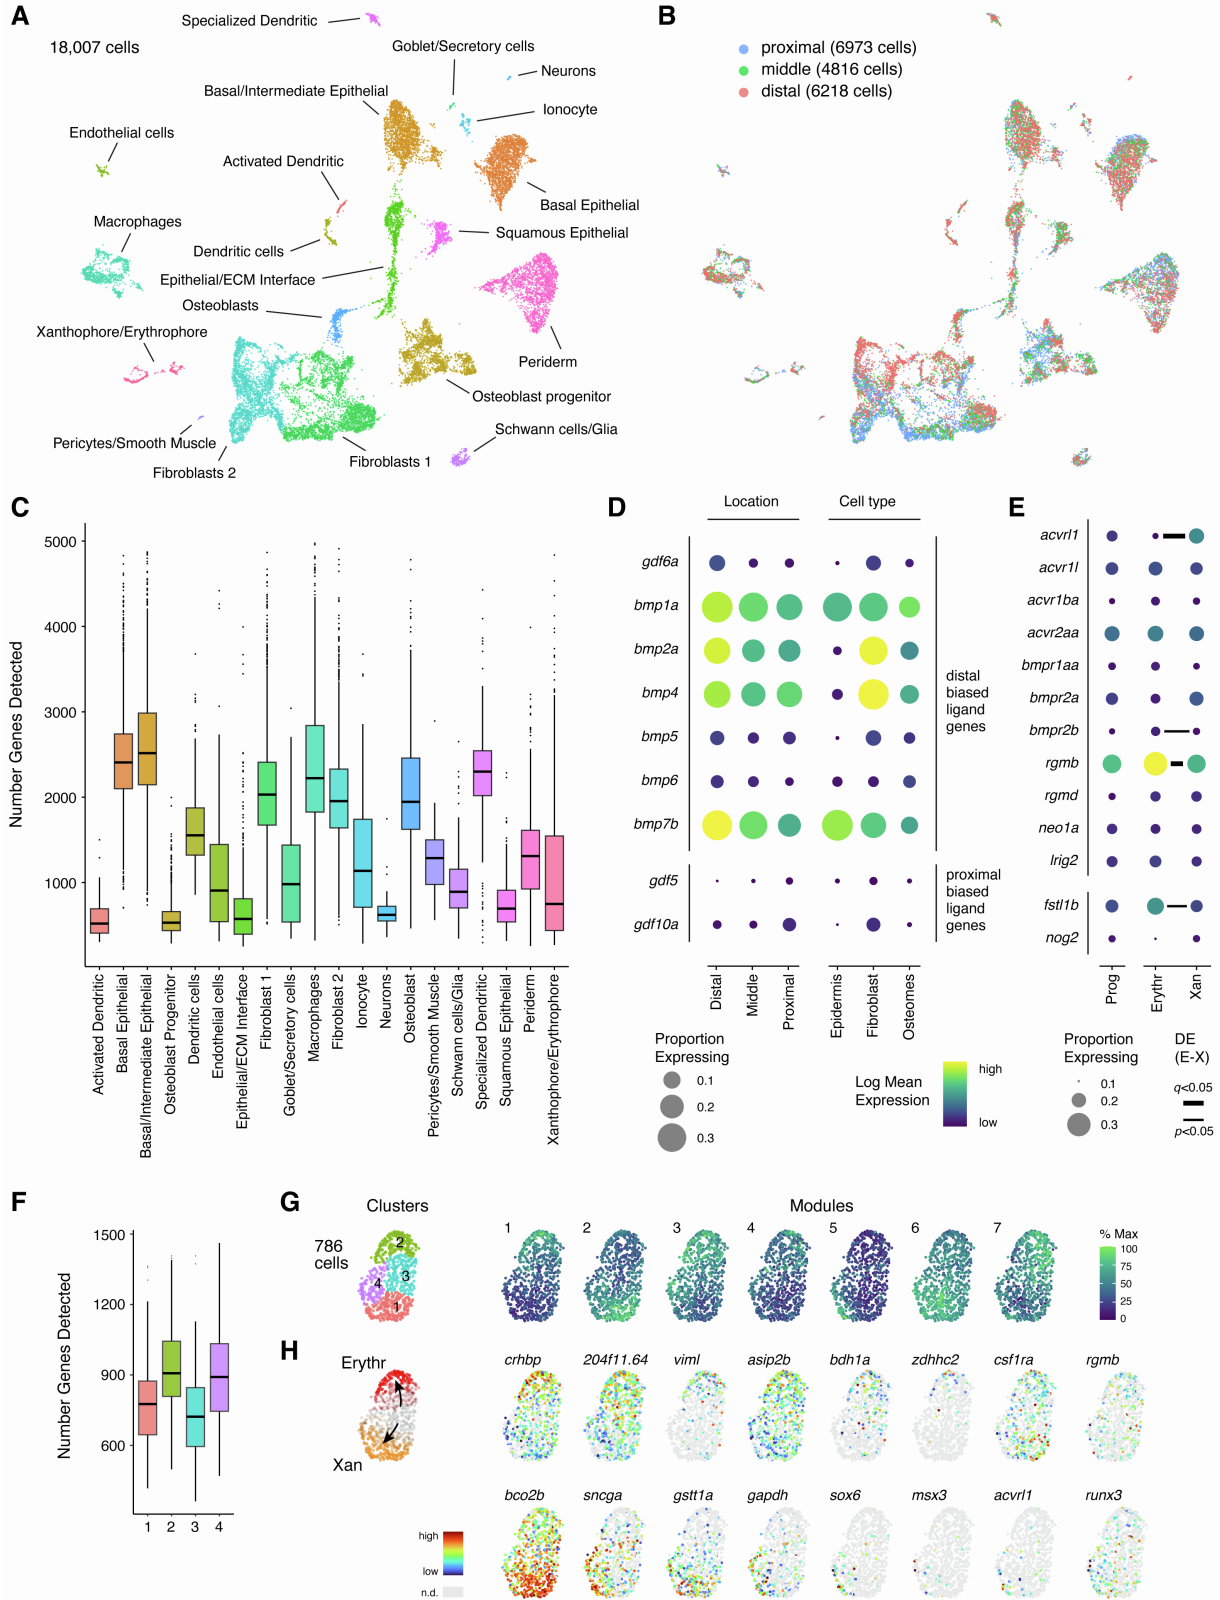 A
18,007 cells
Specialized Dendritic
Goblet/Secretory cells
Neurons
Basal/Intermediate Epithelial
Ionocyte
Endothelial cells
Activated Dendritic
Basal Epithelial
Macrophages
Squamous Epithelial
Dendritic cells
Epithelial/ECM Interface
Osteoblasts
Xanthophore/Erythrophore
Periderm
Osteoblast progenitor
Pericytes/Smooth Muscle
Schwann cells/Glia
Fibroblasts 1
Fibroblasts 2
B
proximal (6973 cells)
middle (4816 cells)
distal (6218 cells)
C
Number Genes Detected
5000
4000
3000
2000
1000
Activated Dendritic
Basal Epithelial
Basal/Intermediate Epithelial
Osteoblast Progenitor
Dendritic cells
Endothelial cells
Epithelial/ECM Interface
Fibroblast 1
Goblet/Secretory cells
Macrophages
Fibroblast 2
Ionocyte
Neurons
Osteoblast
Pericytes/Smooth Muscle
Schwann cells/Glia
Specialized Dendritic
Squamous Epithelial
Periderm
Xanthophore/Erythrophore
D
Location
Cell type
gdf6a
bmp1a
bmp2a
bmp4
bmp5
bmp6
bmp7b
gdf5
gdf10a
distal
biased
ligand
genes
proximal
biased
ligand
genes
Distal
Middle
Proximal
Epidermis
Fibroblast
Osteomes
Proportion
Expressing
0.1
0.2
0.3
Log Mean
Expression
high
low
E
acvrl1
acvr1l
acvr1ba
acvr2aa
bmpr1aa
bmpr2a
bmpr2b
rgmb
rgmd
neo1a
lrig2
fstl1b
nog2
Prog
Erythr
Xan
Proportion
Expressing
0.1
0.2
0.3
DE
(E-X)
q<0.05
p<0.05
F
Number Genes Detected
1500
1200
900
600
1
2
3
4
G
Clusters
786
cells
2
3
4
1
Modules
1
2
3
4
5
6
7
% Max
100
75
50
25
0
H
Erythr
Xan
crhbp
204f11.64
viml
asip2b
bdh1a
zdhhc2
csf1ra
rgmb
bco2b
sncga
gstt1a
gapdh
sox6
msx3
acvrl1
runx3
high
low
n.d.